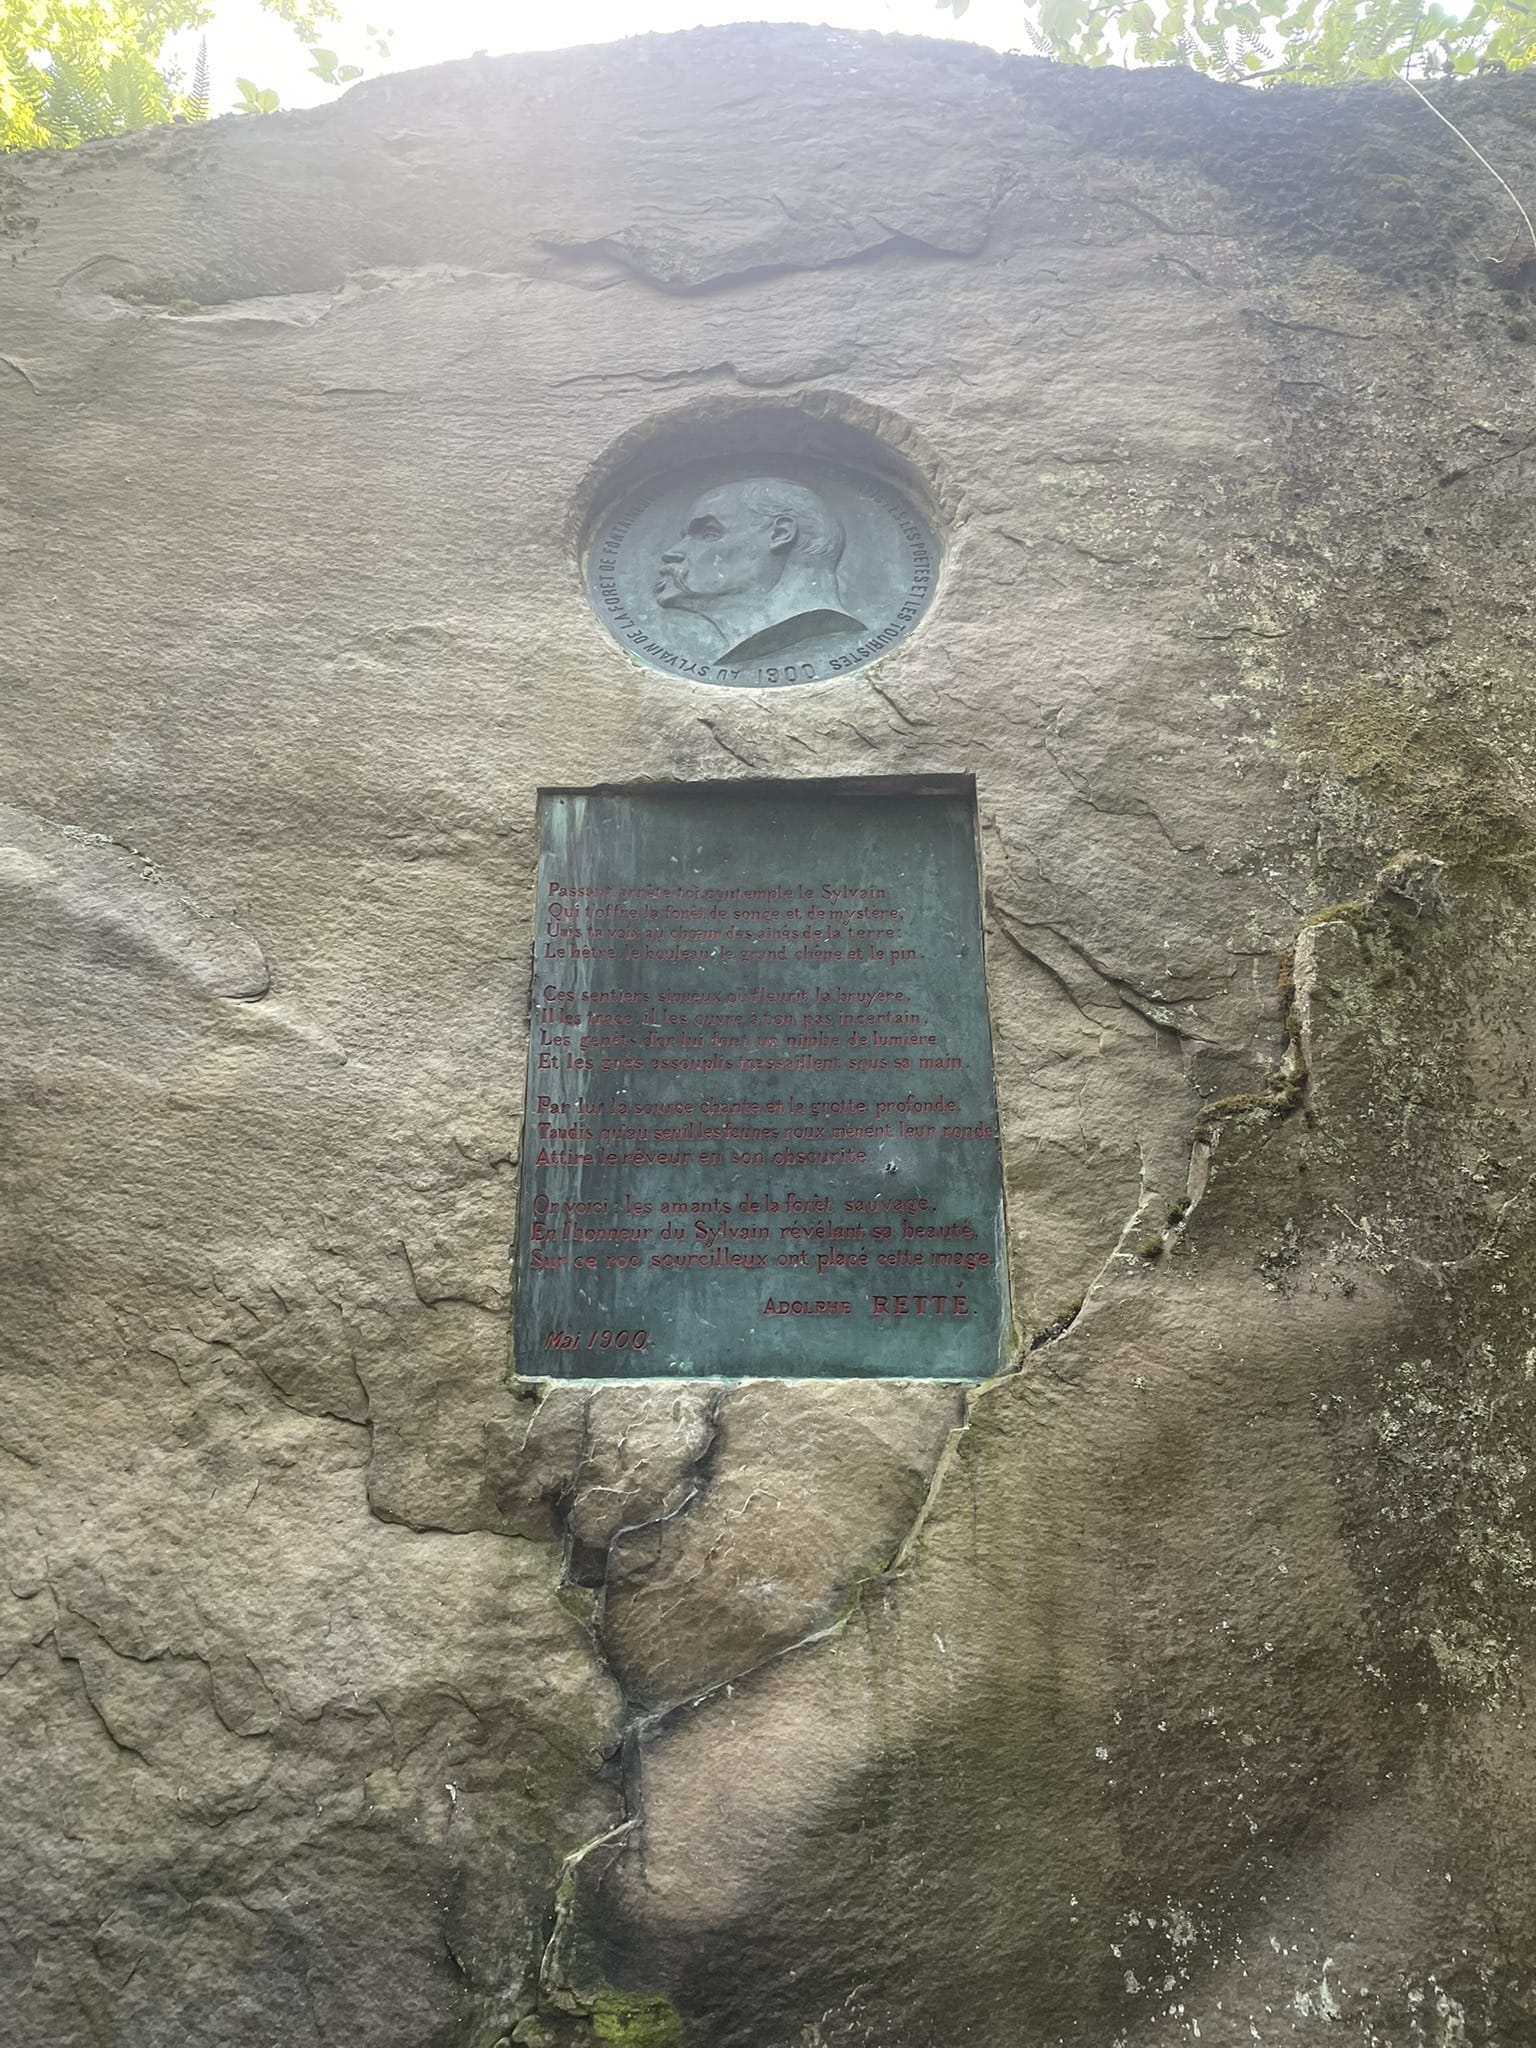 AU SYLVAIN DE LA FORET DE FONTAINEBLEAU LES POÈTES ET LES TOURISTES 1900
Passant arrête toi, contemple le Sylvain
Qui t'offre la forêt de songe et de mystère,
Unis ta voix au chœur des aînés de la terre:
Le hêtre, le bouleau, le grand chêne et le pin.
Ces sentiers sinueux où fleurit la bruyère,
Il les trace, il les ouvre à ton pas incertain.
Les genêts d'or lui font un nimbe de lumière
Et les grès assouplis tressaillent sous sa main.
Par lui la source chante et la grotte profonde,
Tandis qu'au seuil les faunes roux mènent leur ronde
Attire le rêveur en son obscurité.
Or voici: les amants de la forêt sauvage,
En l'honneur du Sylvain révélant sa beauté,
Sur ce roc sourcilleux ont placé cette image.
ADOLPHE RETTÉ.
Mai 1900